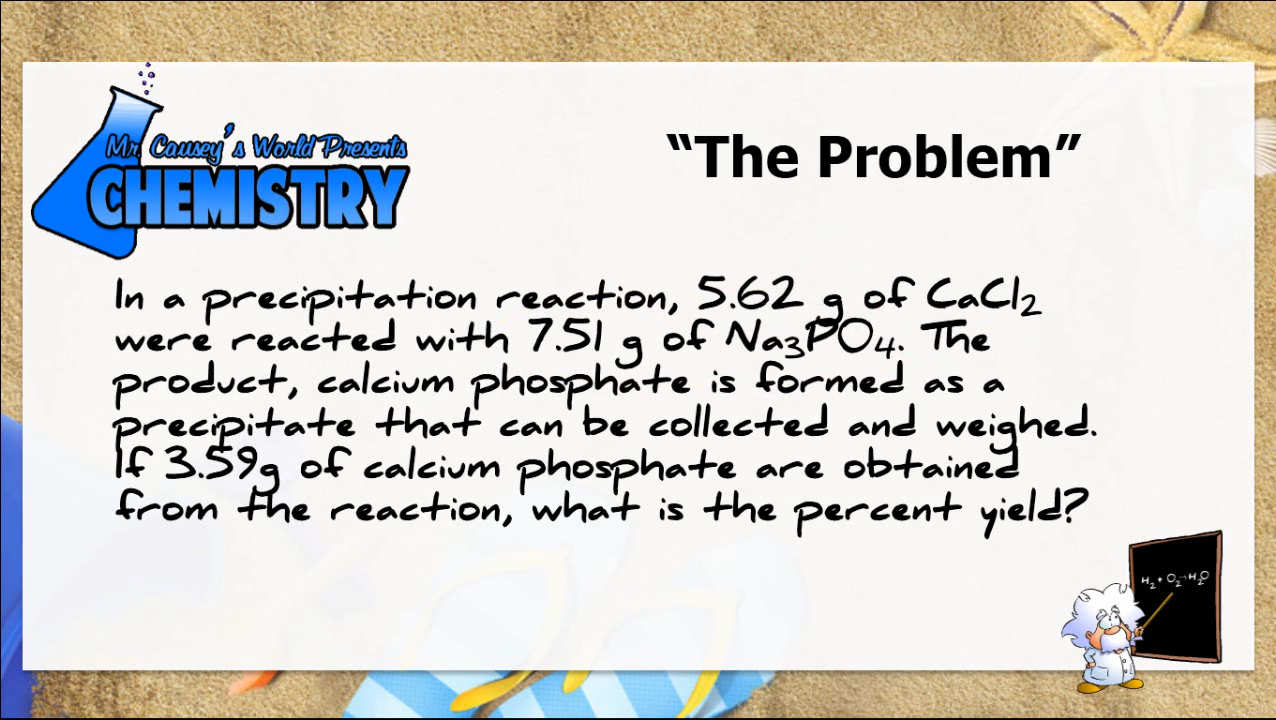 Mr. Causey's World Presents
CHEMISTRY
“The Problem”
In a precipitation reaction, 5.62 g of CaCl₂
were reacted with 7.51 g of Na₃PO₄. The
product, calcium phosphate is formed as a
precipitate that can be collected and weighed.
If 3.59g of calcium phosphate are obtained
from the reaction, what is the percent yield?
H₂ + O₂→H₂O